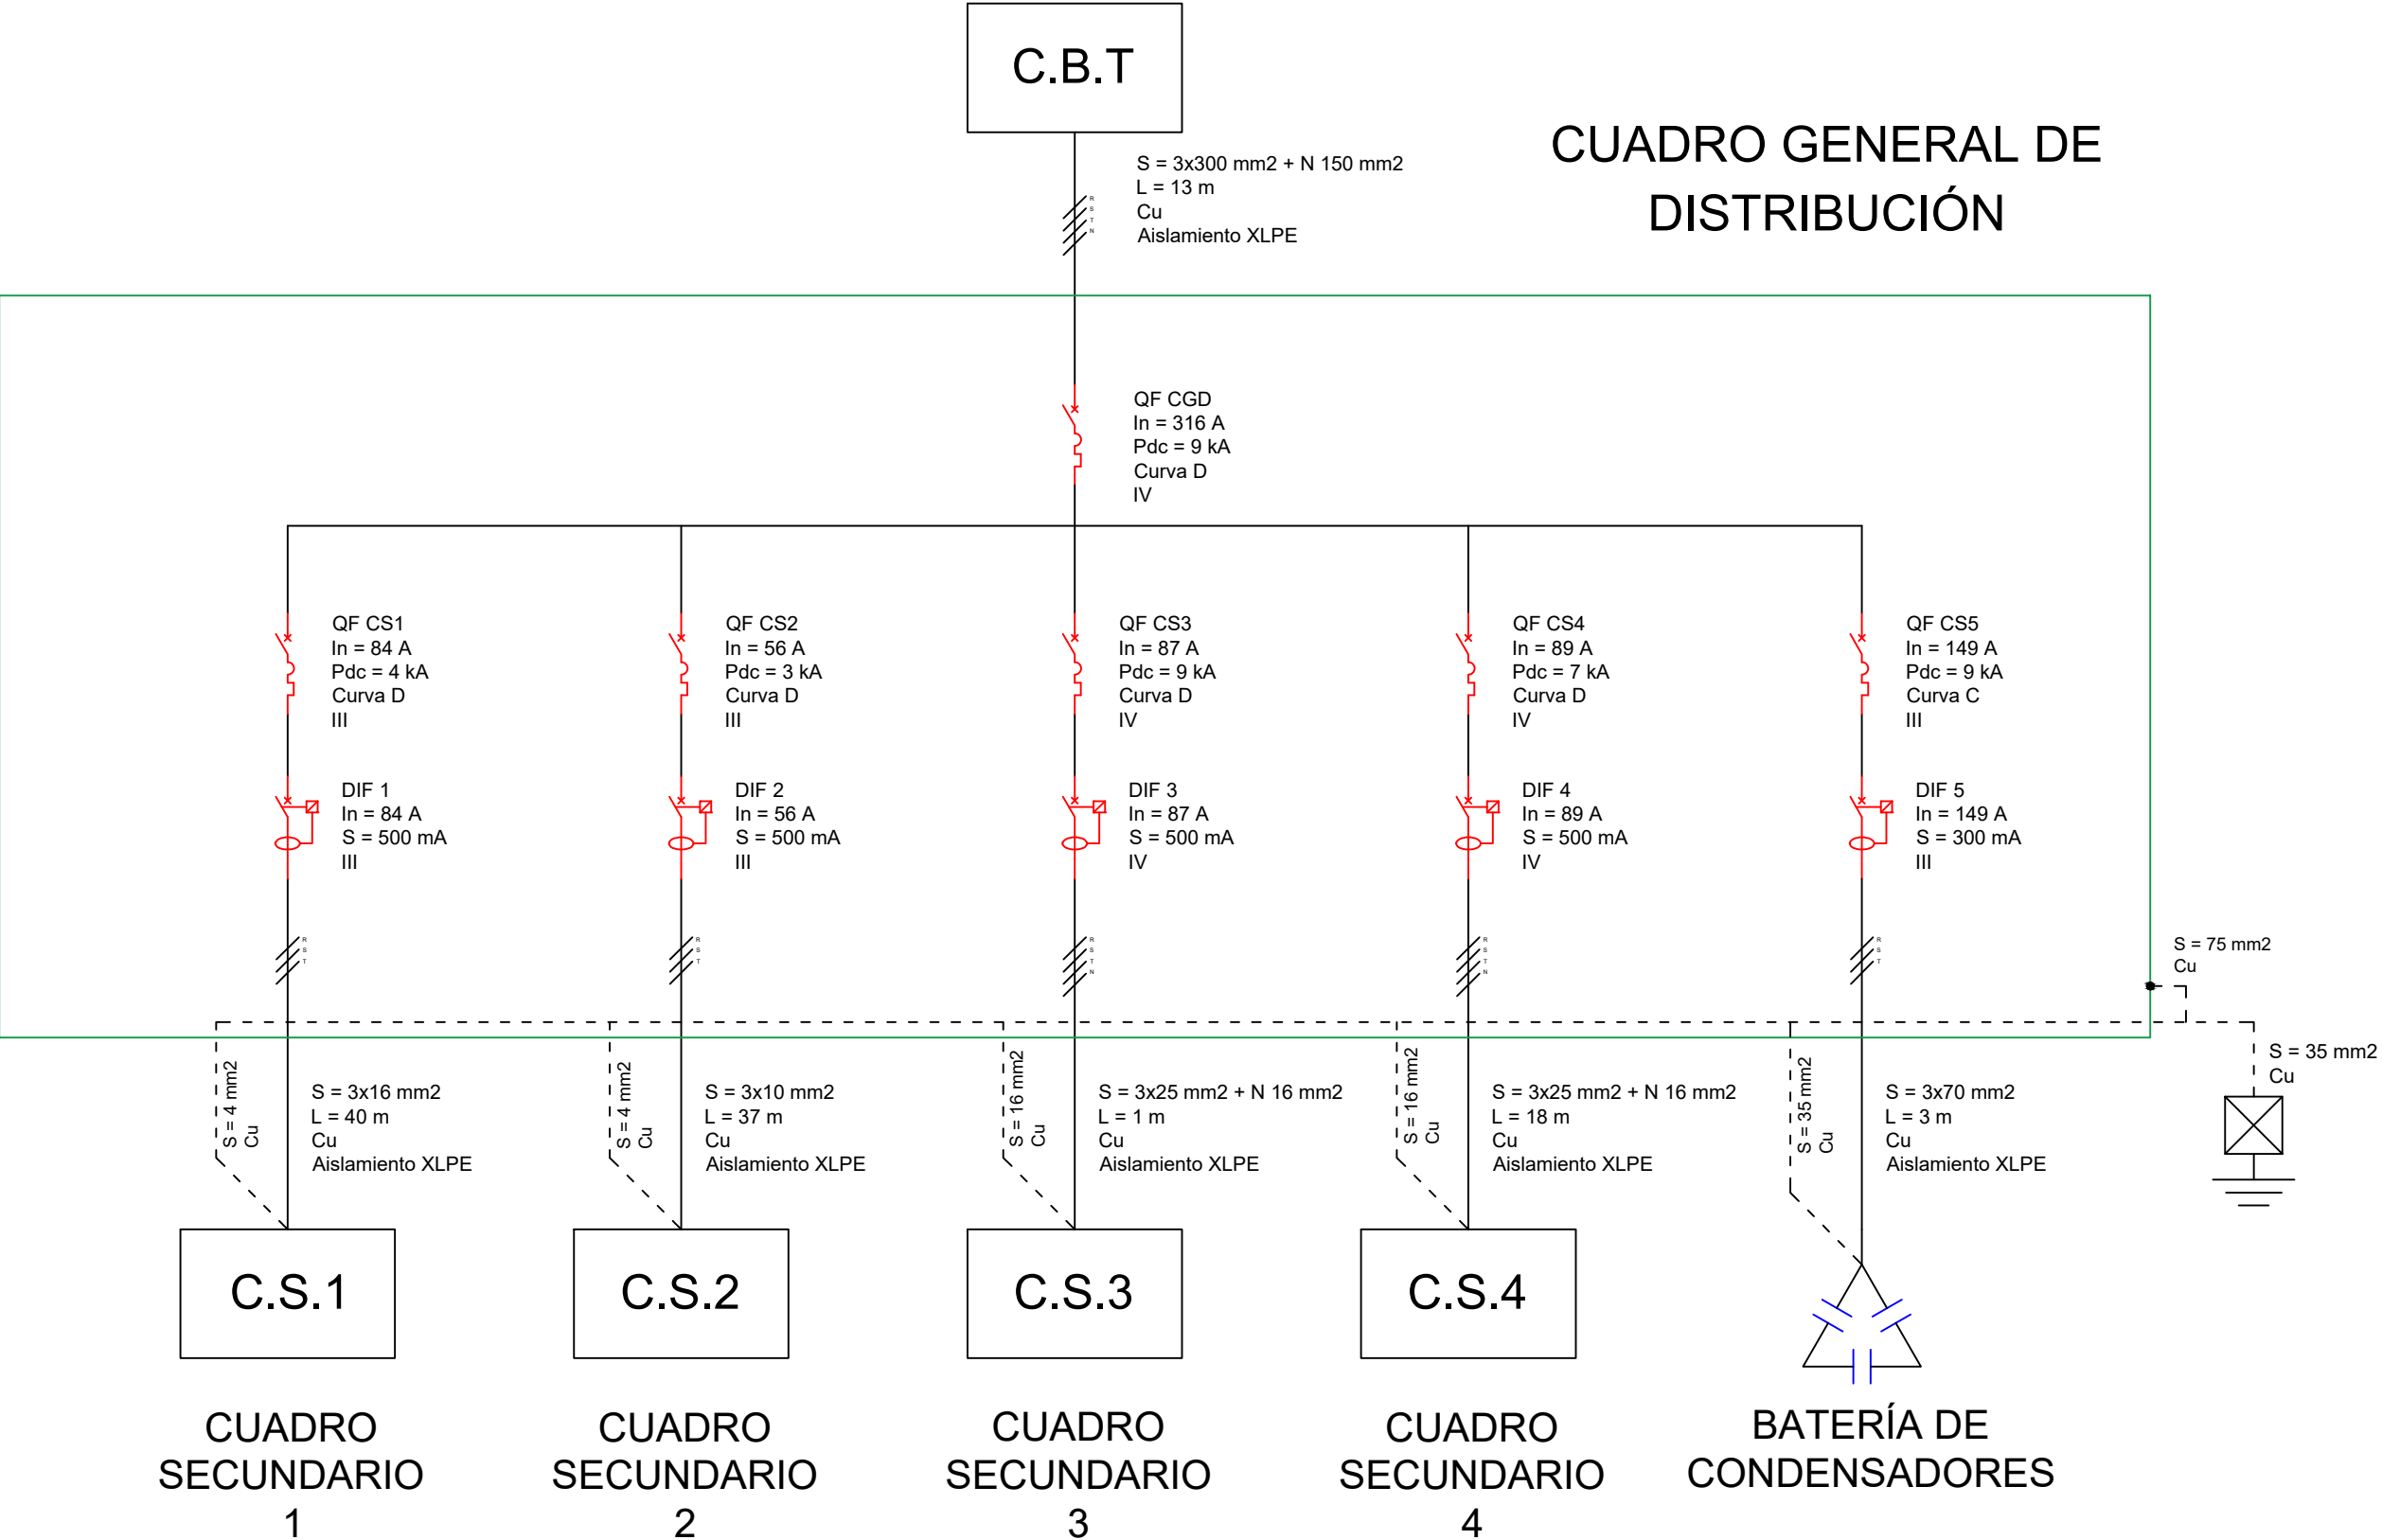 C.B.T
CUADRO GENERAL DE
DISTRIBUCIÓN
S = 3x300 mm2 + N 150 mm2
L = 13 m
Cu
Aislamiento XLPE
R
S
T
N
QF CGD
In = 316 A
Pdc = 9 kA
Curva D
IV
QF CS1
In = 84 A
Pdc = 4 kA
Curva D
III
QF CS2
In = 56 A
Pdc = 3 kA
Curva D
III
QF CS3
In = 87 A
Pdc = 9 kA
Curva D
IV
QF CS4
In = 89 A
Pdc = 7 kA
Curva D
IV
QF CS5
In = 149 A
Pdc = 9 kA
Curva C
III
DIF 1
In = 84 A
S = 500 mA
III
DIF 2
In = 56 A
S = 500 mA
III
DIF 3
In = 87 A
S = 500 mA
IV
DIF 4
In = 89 A
S = 500 mA
IV
DIF 5
In = 149 A
S = 300 mA
III
R
S
T
R
S
T
R
S
T
N
R
S
T
N
R
S
T
S = 75 mm2
Cu
S = 35 mm2
Cu
S = 4 mm2
Cu
S = 3x16 mm2
L = 40 m
Cu
Aislamiento XLPE
S = 4 mm2
Cu
S = 3x10 mm2
L = 37 m
Cu
Aislamiento XLPE
S = 16 mm2
Cu
S = 3x25 mm2 + N 16 mm2
L = 1 m
Cu
Aislamiento XLPE
S = 16 mm2
Cu
S = 3x25 mm2 + N 16 mm2
L = 18 m
Cu
Aislamiento XLPE
S = 35 mm2
Cu
S = 3x70 mm2
L = 3 m
Cu
Aislamiento XLPE
C.S.1
C.S.2
C.S.3
C.S.4
CUADRO
SECUNDARIO
1
CUADRO
SECUNDARIO
2
CUADRO
SECUNDARIO
3
CUADRO
SECUNDARIO
4
BATERÍA DE
CONDENSADORES